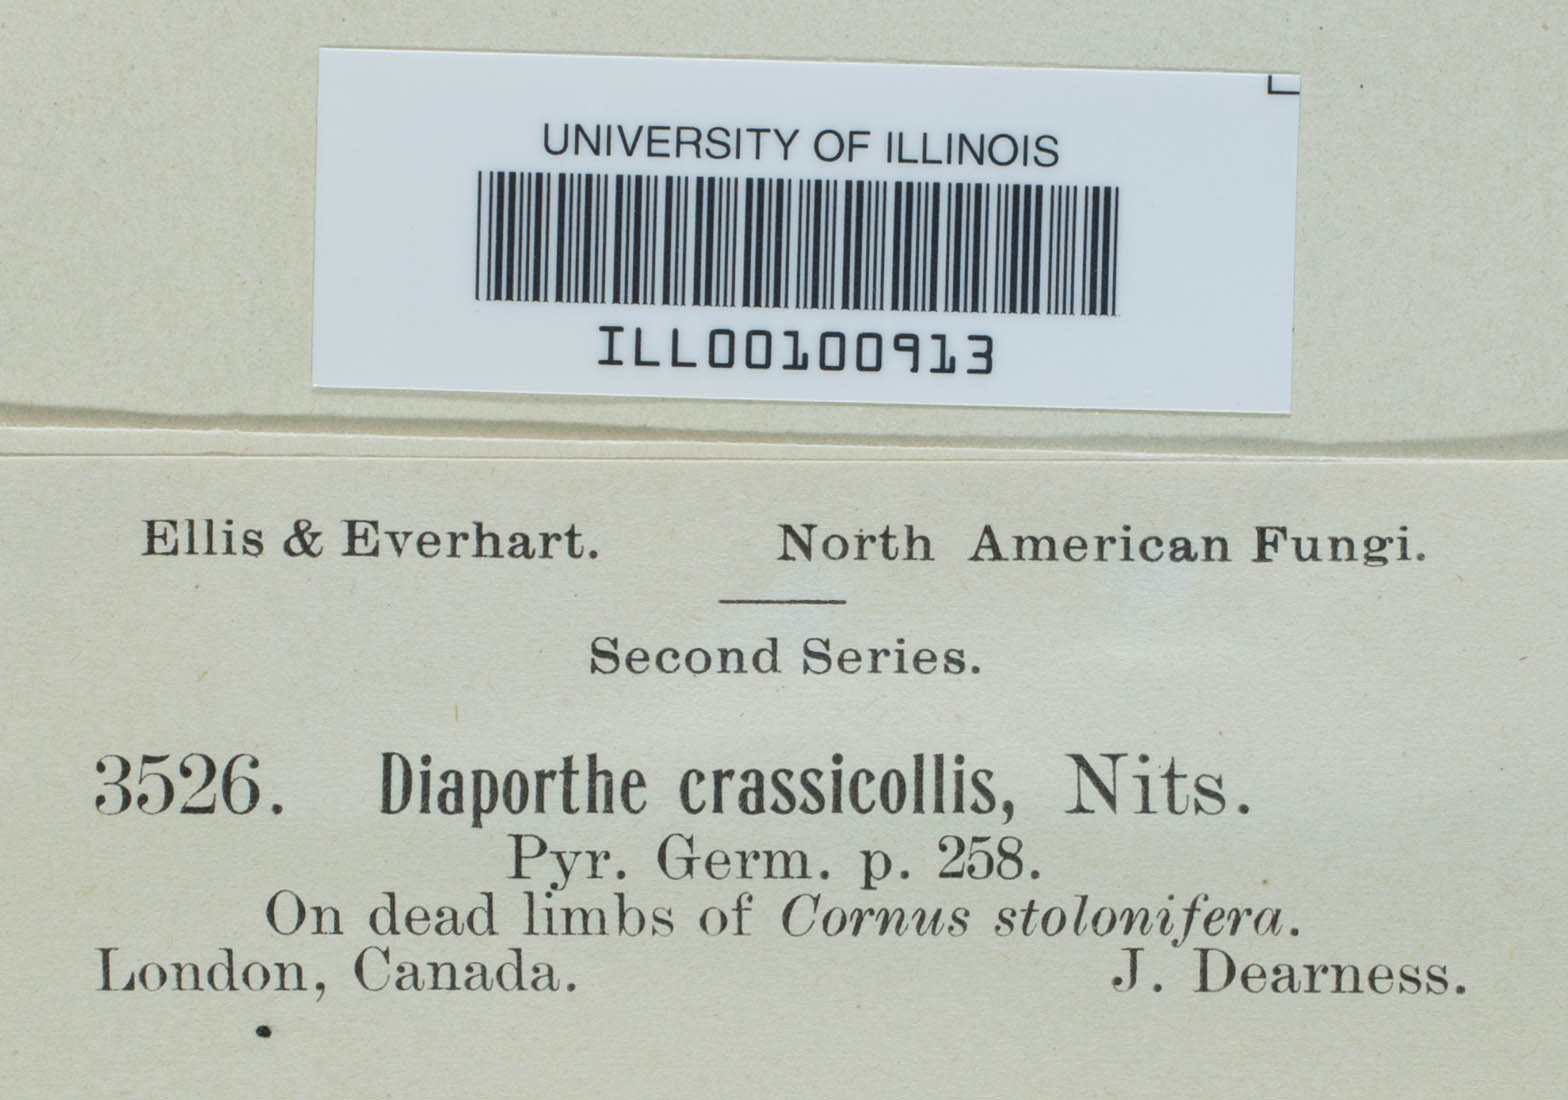 UNIVERSITY OF ILLINOIS
ILL00100913
Ellis & Everhart. North American Fungi.
Second Series.
3526. Diaporthe crassicollis, Nits.
Pyr. Germ. p. 258.
On dead limbs of Cornus stolonifera.
London, Canada. J. Dearness.